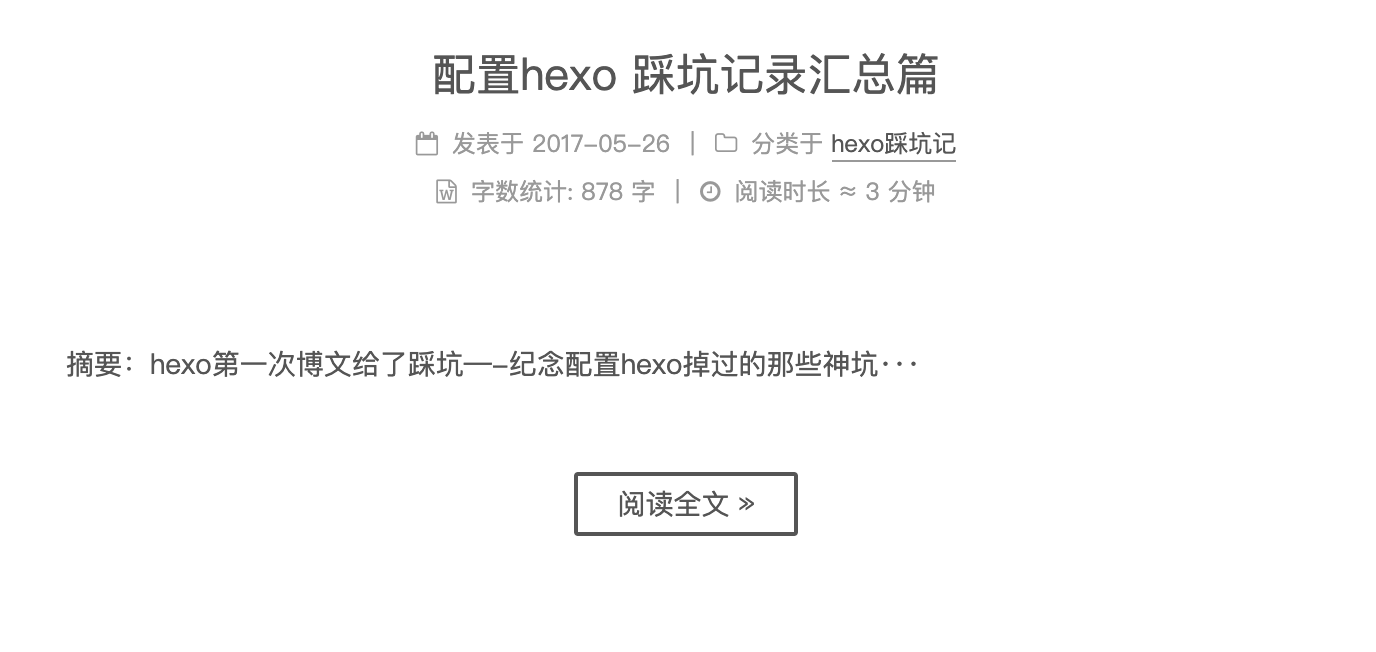 配置hexo 踩坑记录汇总篇
发表于 2017-05-26 | 分类于 hexo踩坑记
字数统计: 878 字 | 阅读时长 ≈ 3 分钟
摘要：hexo第一次博文给了踩坑—–纪念配置hexo掉过的那些神坑···
阅读全文 »